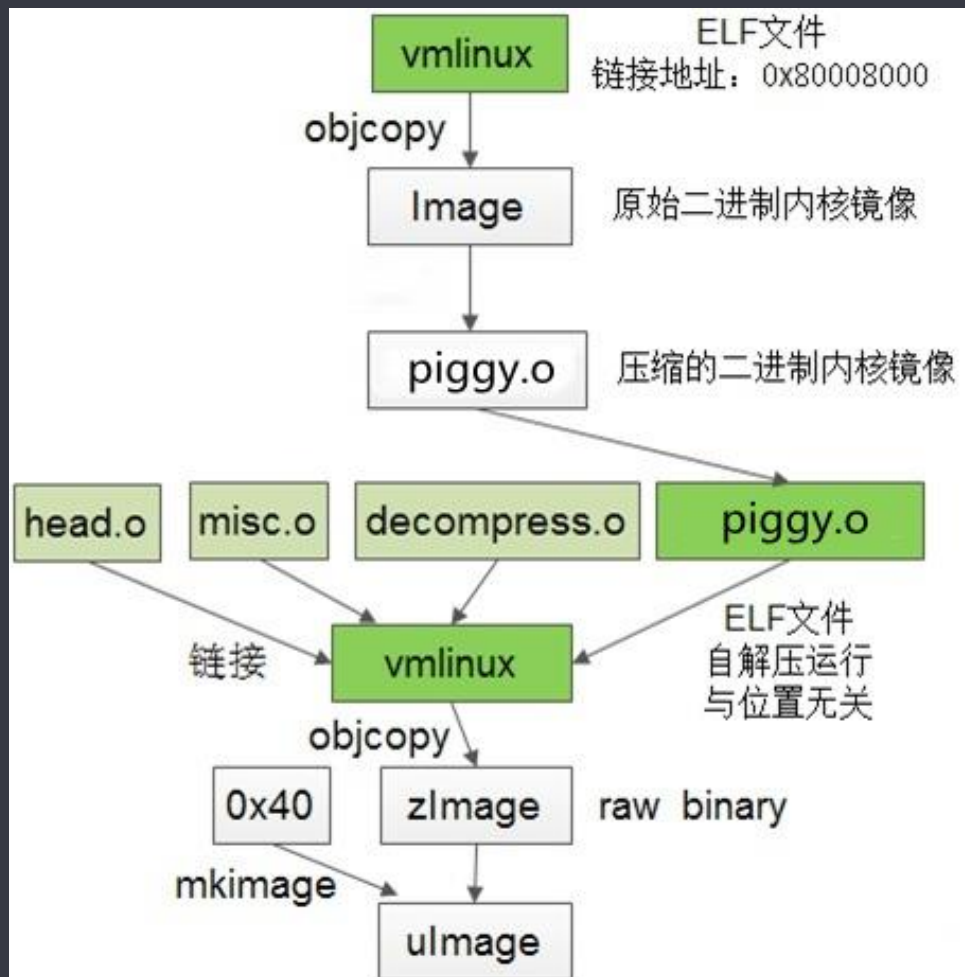 vmlinux
ELF文件
链接地址：0x80008000
objcopy
Image
原始二进制内核镜像
piggy.o
压缩的二进制内核镜像
head.o
misc.o
decompress.o
piggy.o
链接
vmlinux
ELF文件
自解压运行
与位置无关
objcopy
0x40
zImage
raw binary
mkimage
uImage